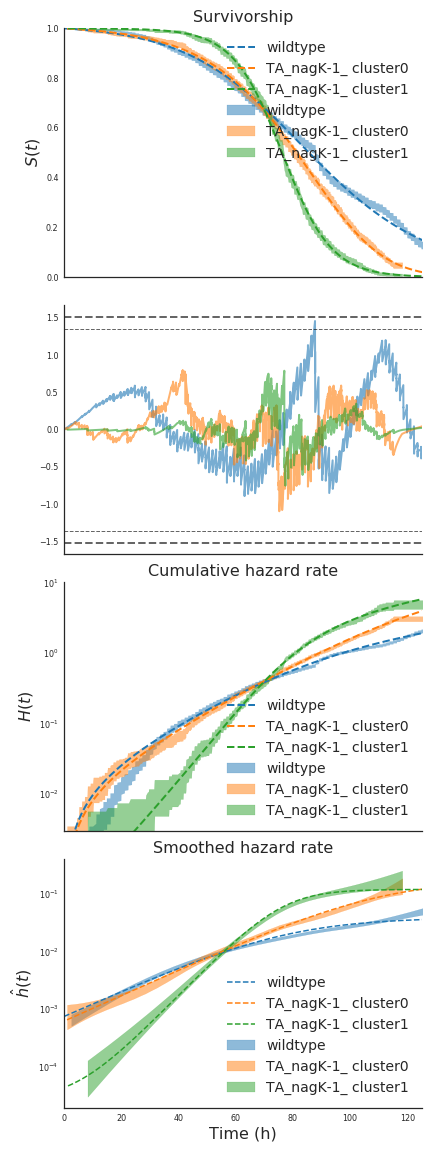 Survivorship
1.0
0.8
0.6
0.4
0.2
0.0
S(t)
wildtype
TA_nagK-1_ cluster0
TA_nagK-1_ cluster1
wildtype
TA_nagK-1_ cluster0
TA_nagK-1_ cluster1
1.5
1.0
0.5
0.0
−0.5
−1.0
−1.5
Cumulative hazard rate
10^1
10^0
10^−1
10^−2
H(t)
wildtype
TA_nagK-1_ cluster0
TA_nagK-1_ cluster1
wildtype
TA_nagK-1_ cluster0
TA_nagK-1_ cluster1
Smoothed hazard rate
10^−1
10^−2
10^−3
10^−4
ĥ(t)
wildtype
TA_nagK-1_ cluster0
TA_nagK-1_ cluster1
wildtype
TA_nagK-1_ cluster0
TA_nagK-1_ cluster1
0 20 40 60 80 100 120
Time (h)